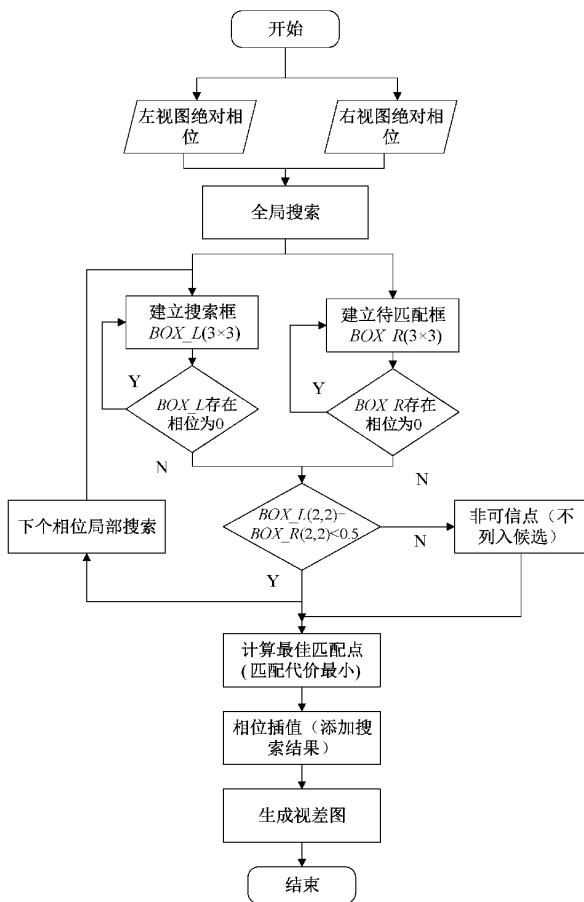 开始
左视图绝对相
位
右视图绝对相
位
全局搜索
建立搜索框
BOX_L(3×3)
建立待匹配框
BOX_R(3×3)
Y
Y
BOX_L存在
相位为0
BOX_R存在
相位为0
N
N
下个相位局部搜索
BOX_L(2,2)−
BOX_R(2,2)<0.5
N
非可信点（不
列入候选）
Y
计算最佳匹配点
(匹配代价最小)
相位插值（添加搜
索结果）
生成视差图
结束